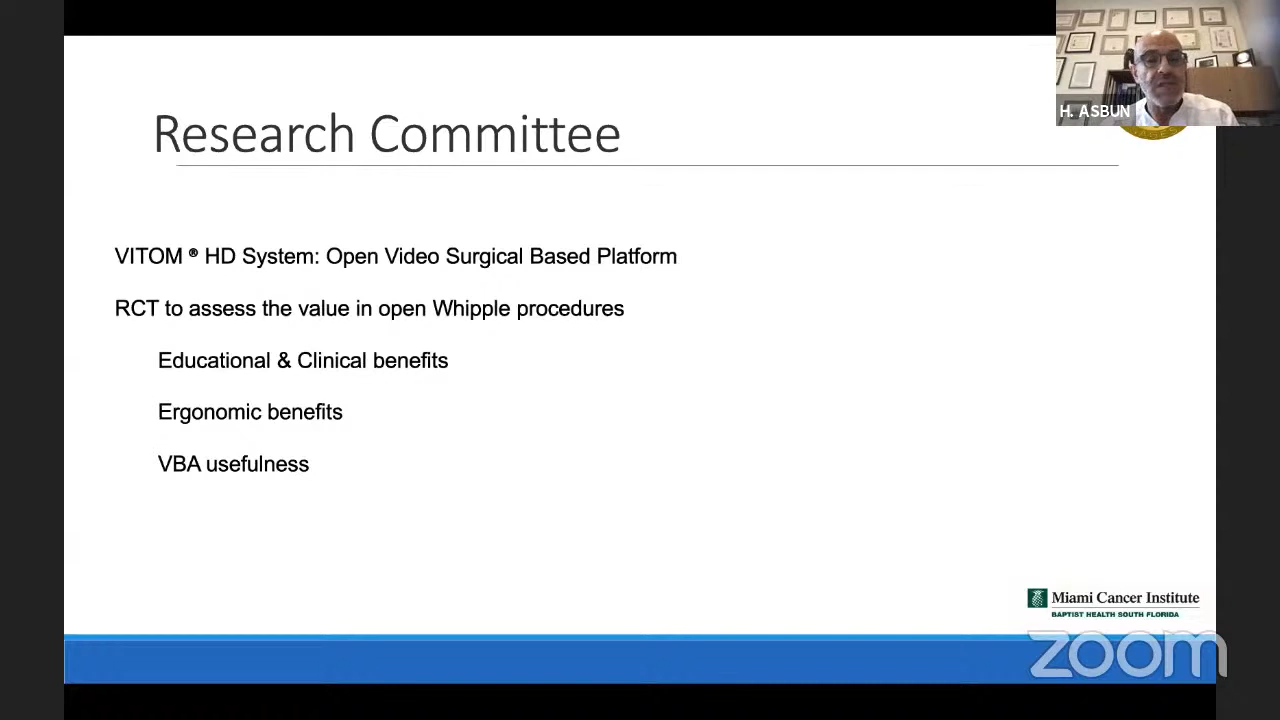 H. ASBUN
SAGES
Research Committee
VITOM ® HD System: Open Video Surgical Based Platform
RCT to assess the value in open Whipple procedures
Educational & Clinical benefits
Ergonomic benefits
VBA usefulness
Miami Cancer Institute
BAPTIST HEALTH SOUTH FLORIDA
zoom